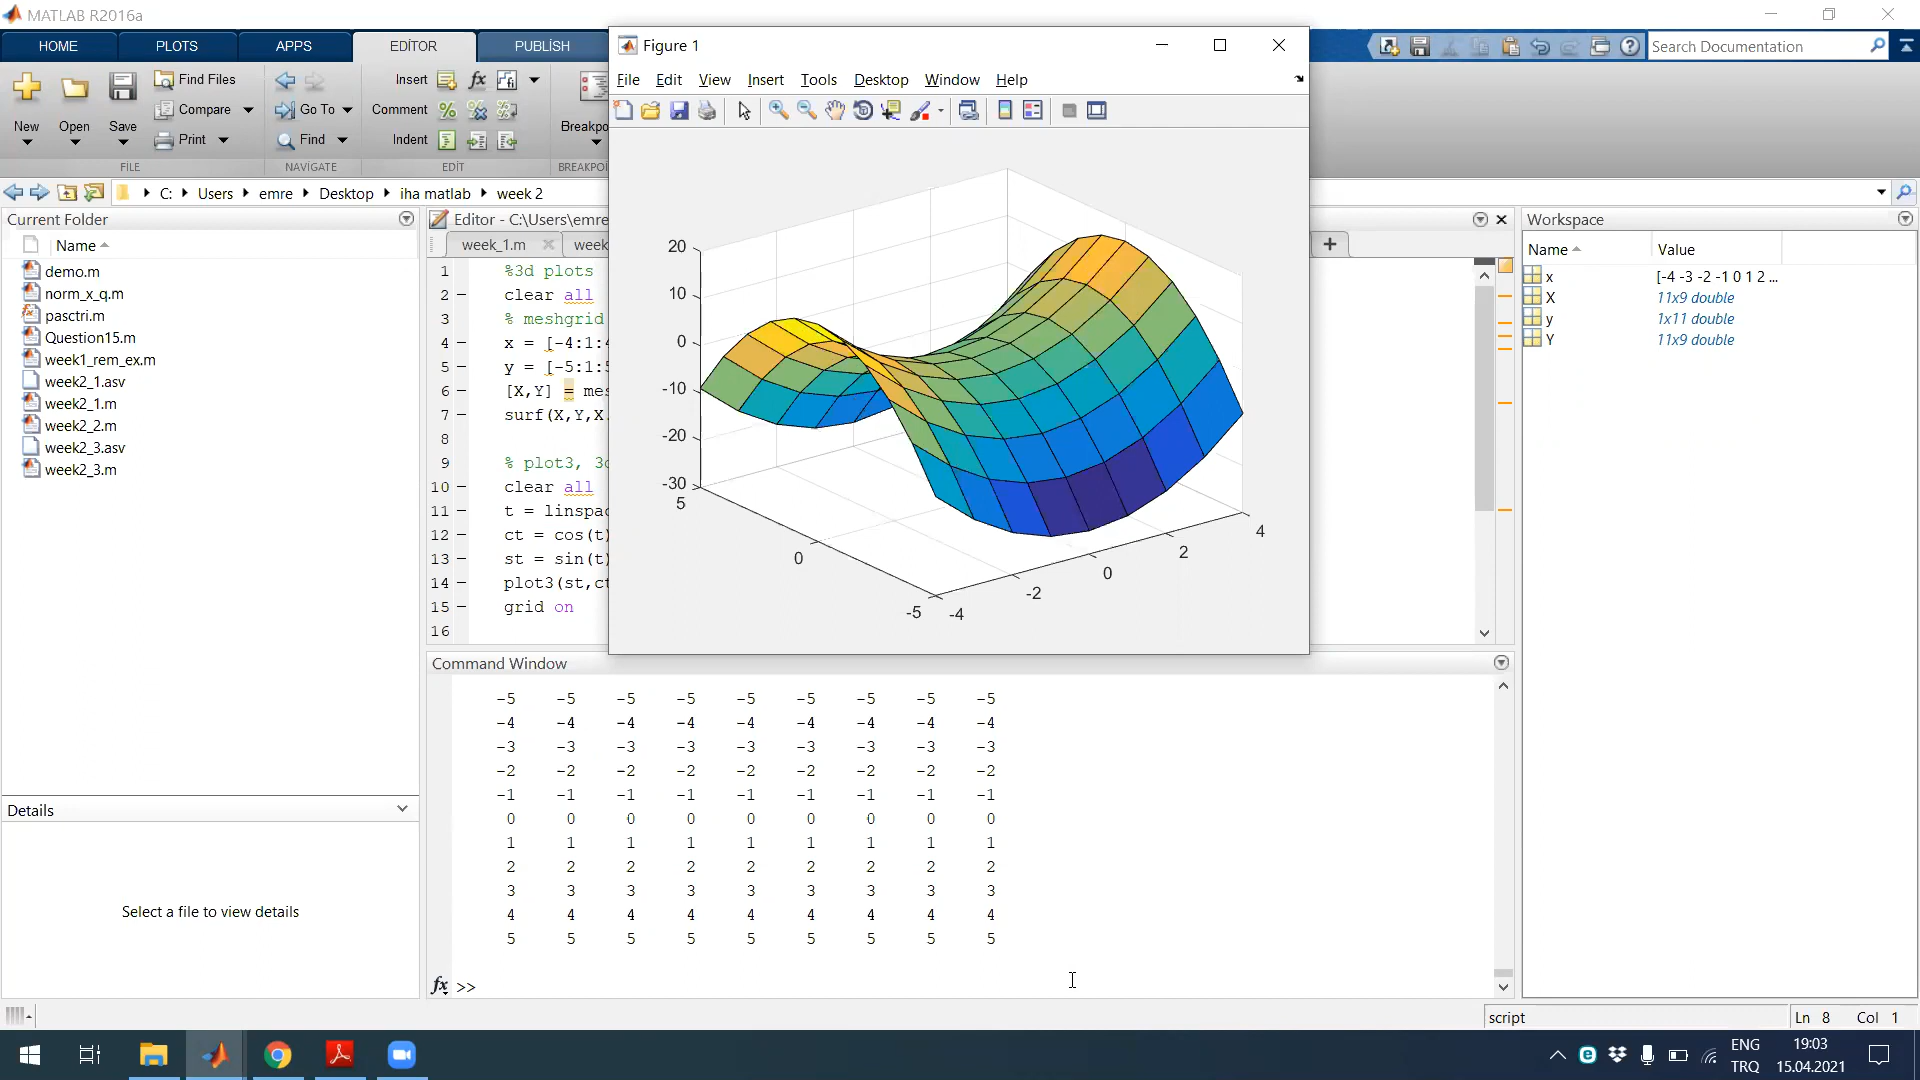 MATLAB R2016a
HOME PLOTS APPS EDİTÖR PUBLİSH
Search Documentation
New Open Save
Find Files
Compare
Print
Go To
Find
Insert
Comment
Indent
Breakpo
FİLE NAVİGATE EDİT BREAKPOİ
C: Users emre Desktop iha matlab week 2
Current Folder
Name
demo.m
norm_x_q.m
pasctri.m
Question15.m
week1_rem_ex.m
week2_1.asv
week2_1.m
week2_2.m
week2_3.asv
week2_3.m
Details
Select a file to view details
Editor - C:\Users\emre
week_1.m week
1 %3d plots
2 - clear all
3 % meshgrid
4 - x = [-4:1:4
5 - y = [-5:1:5
6 - [X,Y] = mes
7 - surf(X,Y,X.
8
9 % plot3, 3d
10 - clear all
11 - t = linspac
12 - ct = cos(t)
13 - st = sin(t)
14 - plot3(st,ct
15 - grid on
16
Figure 1
File Edit View Insert Tools Desktop Window Help
20
10
0
-10
-20
-30
5
0
-5
-4
-2
0
2
4
Command Window
-5 -5 -5 -5 -5 -5 -5 -5 -5
-4 -4 -4 -4 -4 -4 -4 -4 -4
-3 -3 -3 -3 -3 -3 -3 -3 -3
-2 -2 -2 -2 -2 -2 -2 -2 -2
-1 -1 -1 -1 -1 -1 -1 -1 -1
0 0 0 0 0 0 0 0 0
1 1 1 1 1 1 1 1 1
2 2 2 2 2 2 2 2 2
3 3 3 3 3 3 3 3 3
4 4 4 4 4 4 4 4 4
5 5 5 5 5 5 5 5 5
fx >>
Workspace
Name Value
x [-4 -3 -2 -1 0 1 2 ...
X 11x9 double
y 1x11 double
Y 11x9 double
script Ln 8 Col 1
ENG
TRQ
19:03
15.04.2021